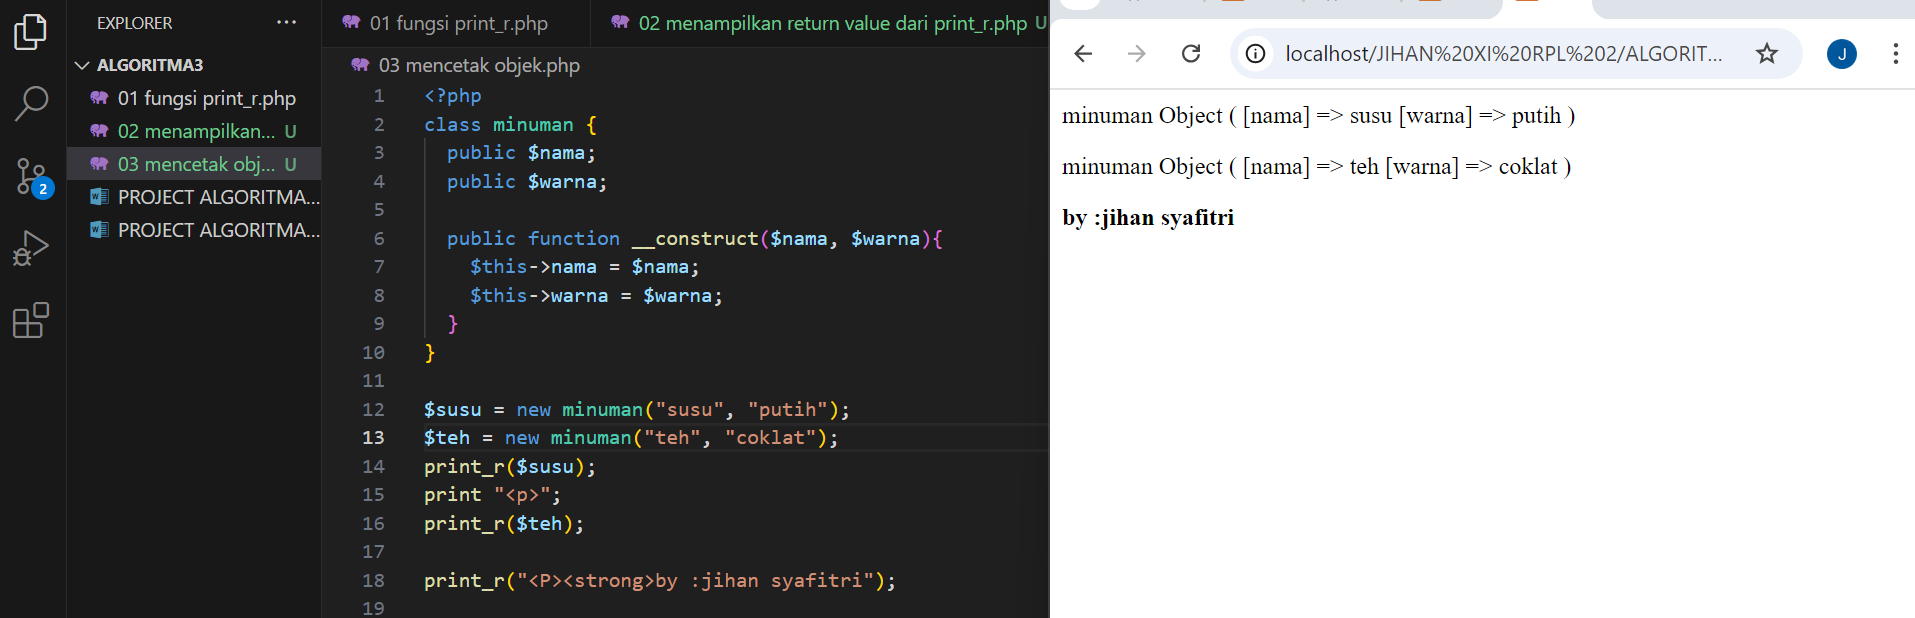 EXPLORER ...
ALGORITMA3
01 fungsi print_r.php
02 menampilkan... U
03 mencetak obj... U
PROJECT ALGORITMA...
PROJECT ALGORITMA...
2
01 fungsi print_r.php
02 menampilkan return value dari print_r.php U
03 mencetak objek.php
1 <?php
2 class minuman {
3   public $nama;
4   public $warna;
5
6   public function __construct($nama, $warna){
7     $this->nama = $nama;
8     $this->warna = $warna;
9   }
10 }
11
12 $susu = new minuman("susu", "putih");
13 $teh = new minuman("teh", "coklat");
14 print_r($susu);
15 print "<p>";
16 print_r($teh);
17
18 print_r("<P><strong>by :jihan syafitri");
19
localhost/JIHAN%20XI%20RPL%202/ALGORIT...
J
minuman Object ( [nama] => susu [warna] => putih )
minuman Object ( [nama] => teh [warna] => coklat )
by :jihan syafitri